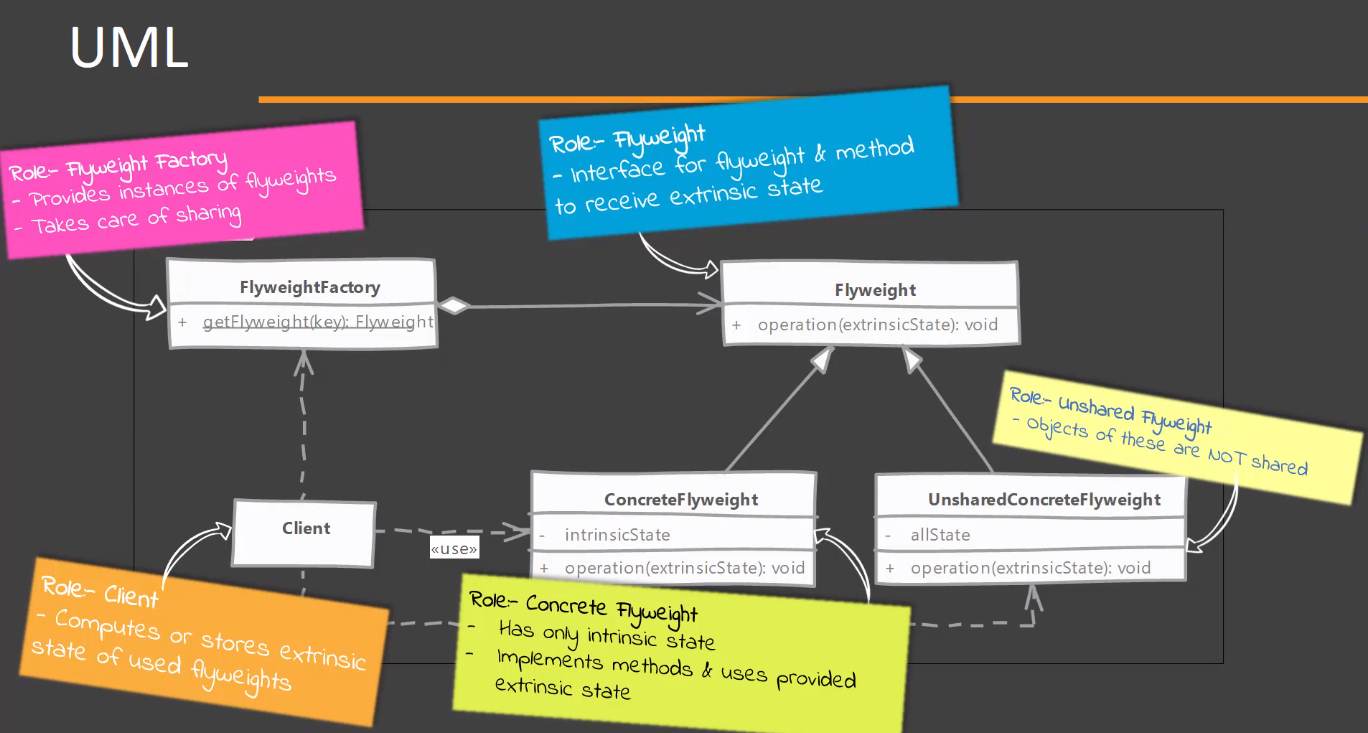 UML
Role:- Flyweight Factory
- Provides instances of flyweights
- Takes care of sharing
Role:- Flyweight
- Interface for flyweight & method
to receive extrinsic state
FlyweightFactory
+ getFlyweight(key): Flyweight
Flyweight
+ operation(extrinsicState): void
Role:- Unshared Flyweight
- Objects of these are NOT shared
Client
«use»
ConcreteFlyweight
- intrinsicState
+ operation(extrinsicState): void
UnsharedConcreteFlyweight
- allState
+ operation(extrinsicState): void
Role:- Client
- Computes or stores extrinsic
state of used flyweights
Role:- Concrete Flyweight
- Has only intrinsic state
- Implements methods & uses provided
extrinsic state